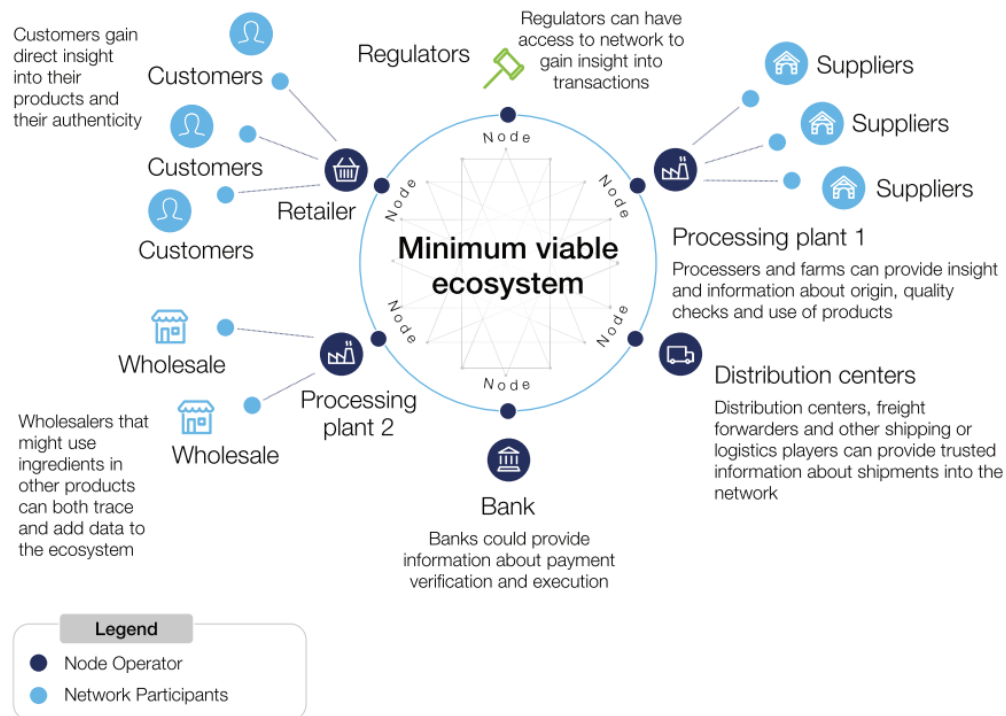 Customers gain
direct insight
into their
products and
their authenticity
Customers
Customers
Customers
Retailer
Regulators
Regulators can have
access to network to
gain insight into
transactions
Suppliers
Suppliers
Suppliers
Processing plant 1
Processers and farms can provide insight
and information about origin, quality
checks and use of products
Node
Node
Node
Minimum viable
ecosystem
Node
Node
Node
Wholesale
Wholesale
Processing
plant 2
Wholesalers that
might use
ingredients in
other products
can both trace
and add data to
the ecosystem
Distribution centers
Distribution centers, freight
forwarders and other shipping or
logistics players can provide trusted
information about shipments into the
network
Bank
Banks could provide
information about payment
verification and execution
Legend
Node Operator
Network Participants